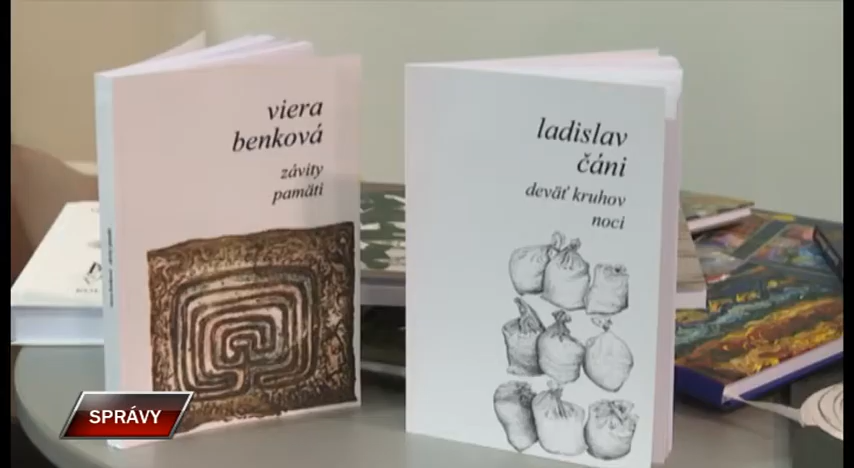 viera
benková
závity
pamäti
ladislav
čáni
deväť kruhov
noci
SPRÁVY